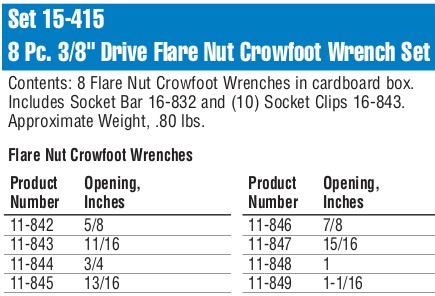 Set 15-415
8 Pc. 3/8" Drive Flare Nut Crowfoot Wrench Set
Contents: 8 Flare Nut Crowfoot Wrenches in cardboard box.
Includes Socket Bar 16-832 and (10) Socket Clips 16-843.
Approximate Weight, .80 lbs.
Flare Nut Crowfoot Wrenches
Product Opening, Product Opening,
Number Inches Number Inches
11-842 5/8 11-846 7/8
11-843 11/16 11-847 15/16
11-844 3/4 11-848 1
11-845 13/16 11-849 1-1/16